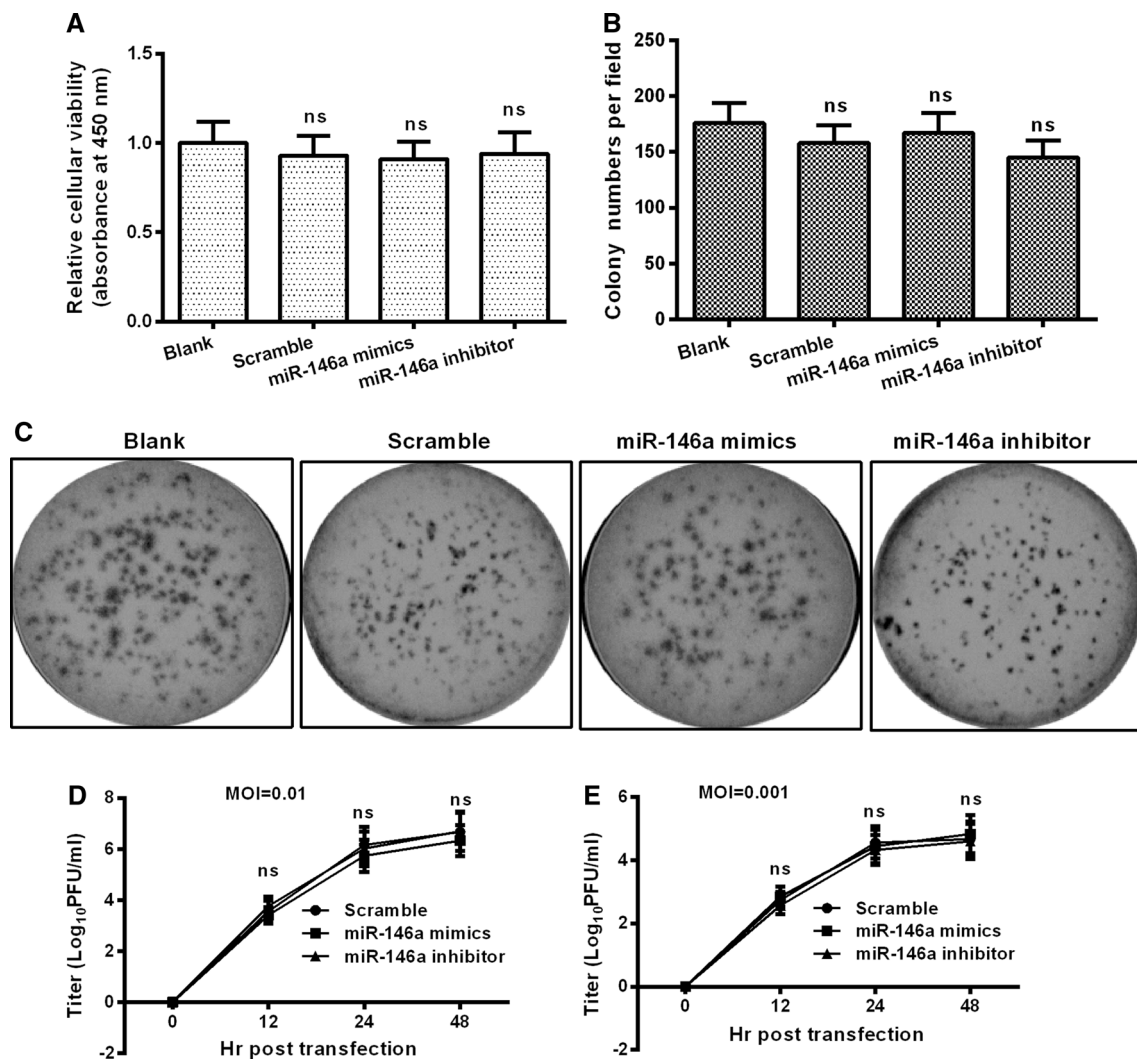 A
Relative cellular viability
(absorbance at 450 nm)
1.5
1.0
0.5
0.0
ns
ns
ns
Blank
Scramble
miR-146a mimics
miR-146a inhibitor
B
Colony numbers per field
250
200
150
100
50
0
ns
ns
ns
Blank
Scramble
miR-146a mimics
miR-146a inhibitor
C
Blank
Scramble
miR-146a mimics
miR-146a inhibitor
D
MOI=0.01
Titer (Log10PFU/ml)
8
6
4
2
0
-2
ns
ns
ns
Scramble
miR-146a mimics
miR-146a inhibitor
0
12
24
48
Hr post transfection
E
MOI=0.001
Titer (Log10PFU/ml)
6
4
2
0
-2
ns
ns
ns
Scramble
miR-146a mimics
miR-146a inhibitor
0
12
24
48
Hr post transfection